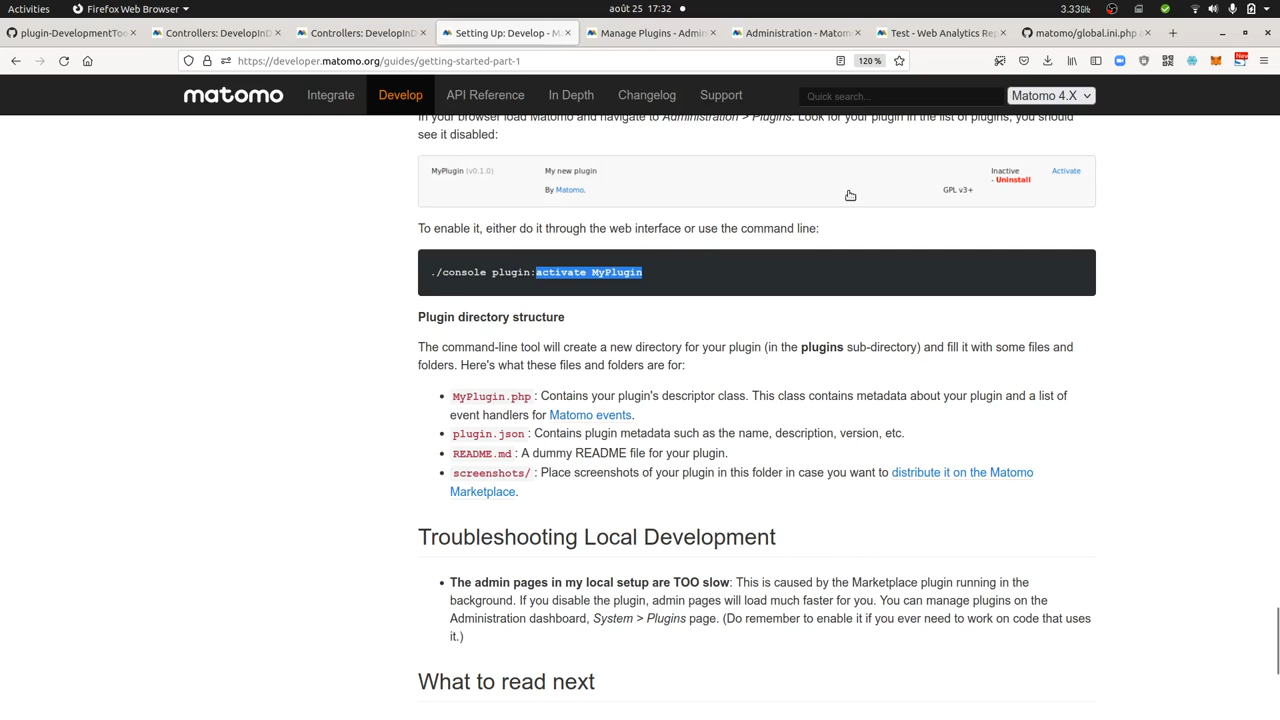 Activities
Firefox Web Browser
août 25 17:32
3.33GHz
plugin-DevelopmentToo
Controllers: DevelopInD
Controllers: DevelopInD
Setting Up: Develop - M
Manage Plugins - Admin
Administration - Matom
Test - Web Analytics Rep
matomo/global.ini.php a
https://developer.matomo.org/guides/getting-started-part-1
120 %
New
matomo
Integrate
Develop
API Reference
In Depth
Changelog
Support
Quick search...
Matomo 4.X
In your browser load Matomo and navigate to Administration > Plugins. Look for your plugin in the list of plugins, you should
see it disabled:
MyPlugin (v0.1.0)
My new plugin
Inactive
Activate
- Uninstall
By Matomo.
GPL v3+
To enable it, either do it through the web interface or use the command line:
./console plugin:activate MyPlugin
Plugin directory structure
The command-line tool will create a new directory for your plugin (in the plugins sub-directory) and fill it with some files and
folders. Here's what these files and folders are for:
MyPlugin.php : Contains your plugin's descriptor class. This class contains metadata about your plugin and a list of
event handlers for Matomo events.
plugin.json : Contains plugin metadata such as the name, description, version, etc.
README.md : A dummy README file for your plugin.
screenshots/ : Place screenshots of your plugin in this folder in case you want to distribute it on the Matomo
Marketplace.
Troubleshooting Local Development
The admin pages in my local setup are TOO slow: This is caused by the Marketplace plugin running in the
background. If you disable the plugin, admin pages will load much faster for you. You can manage plugins on the
Administration dashboard, System > Plugins page. (Do remember to enable it if you ever need to work on code that uses
it.)
What to read next